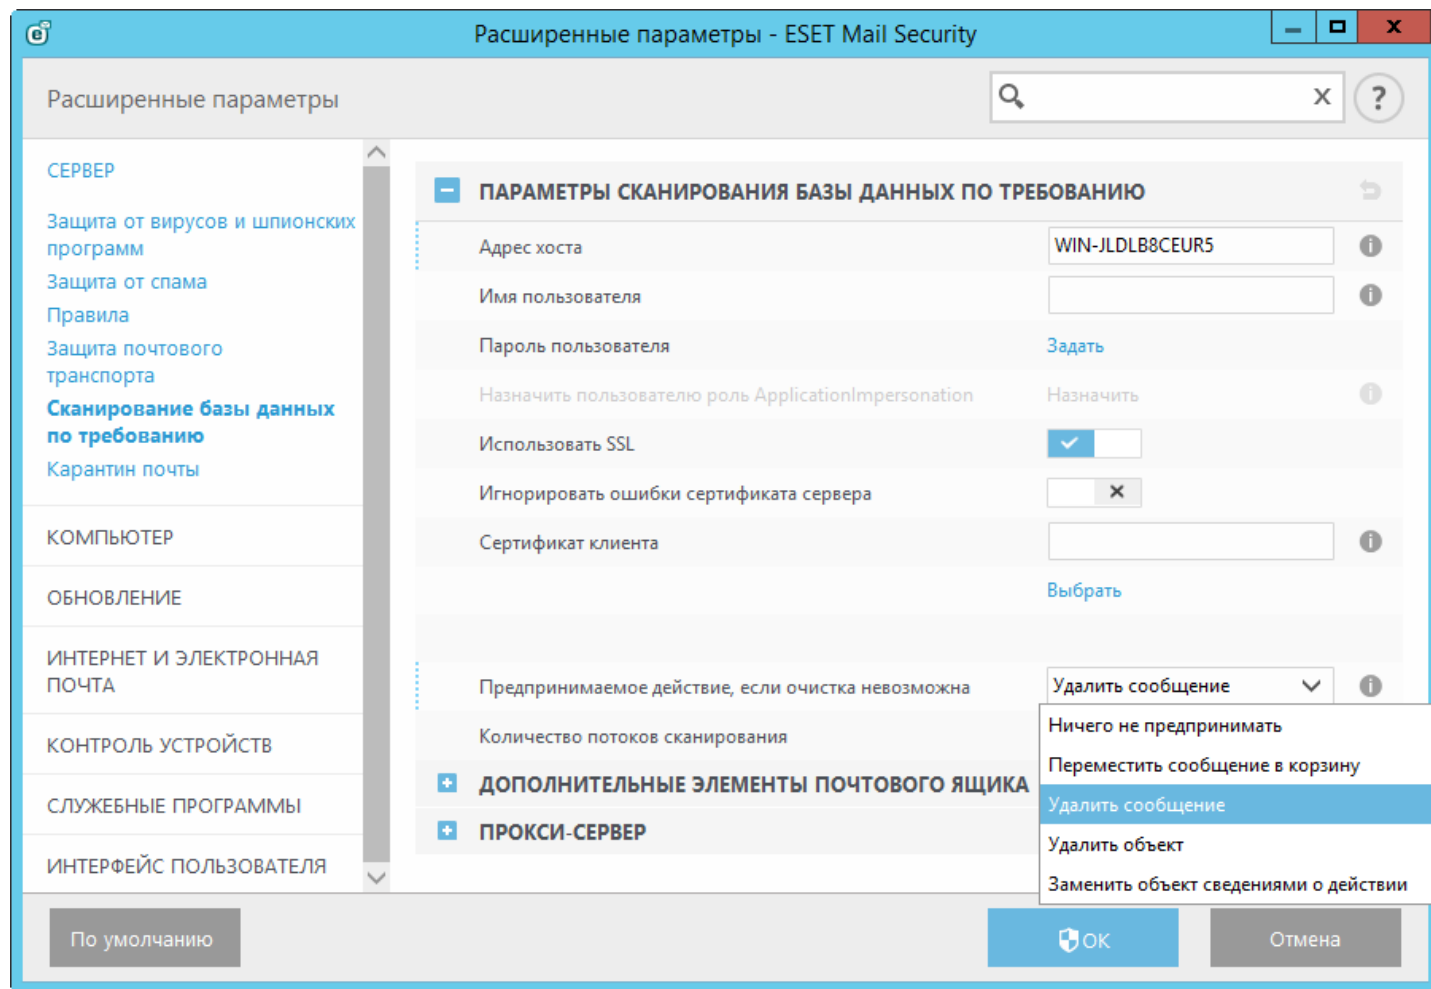 Расширенные параметры - ESET Mail Security
Расширенные параметры
СЕРВЕР
Защита от вирусов и шпионских
программ
Защита от спама
Правила
Защита почтового
транспорта
Сканирование базы данных
по требованию
Карантин почты
КОМПЬЮТЕР
ОБНОВЛЕНИЕ
ИНТЕРНЕТ И ЭЛЕКТРОННАЯ
ПОЧТА
КОНТРОЛЬ УСТРОЙСТВ
СЛУЖЕБНЫЕ ПРОГРАММЫ
ИНТЕРФЕЙС ПОЛЬЗОВАТЕЛЯ
ПАРАМЕТРЫ СКАНИРОВАНИЯ БАЗЫ ДАННЫХ ПО ТРЕБОВАНИЮ
Адрес хоста WIN-JLDLB8CEUR5
Имя пользователя
Пароль пользователя Задать
Назначить пользователю роль ApplicationImpersonation Назначить
Использовать SSL
Игнорировать ошибки сертификата сервера
Сертификат клиента
Выбрать
Предпринимаемое действие, если очистка невозможна Удалить сообщение
Количество потоков сканирования
ДОПОЛНИТЕЛЬНЫЕ ЭЛЕМЕНТЫ ПОЧТОВОГО ЯЩИКА
ПРОКСИ-СЕРВЕР
Ничего не предпринимать
Переместить сообщение в корзину
Удалить сообщение
Удалить объект
Заменить объект сведениями о действии
По умолчанию
ОК
Отмена